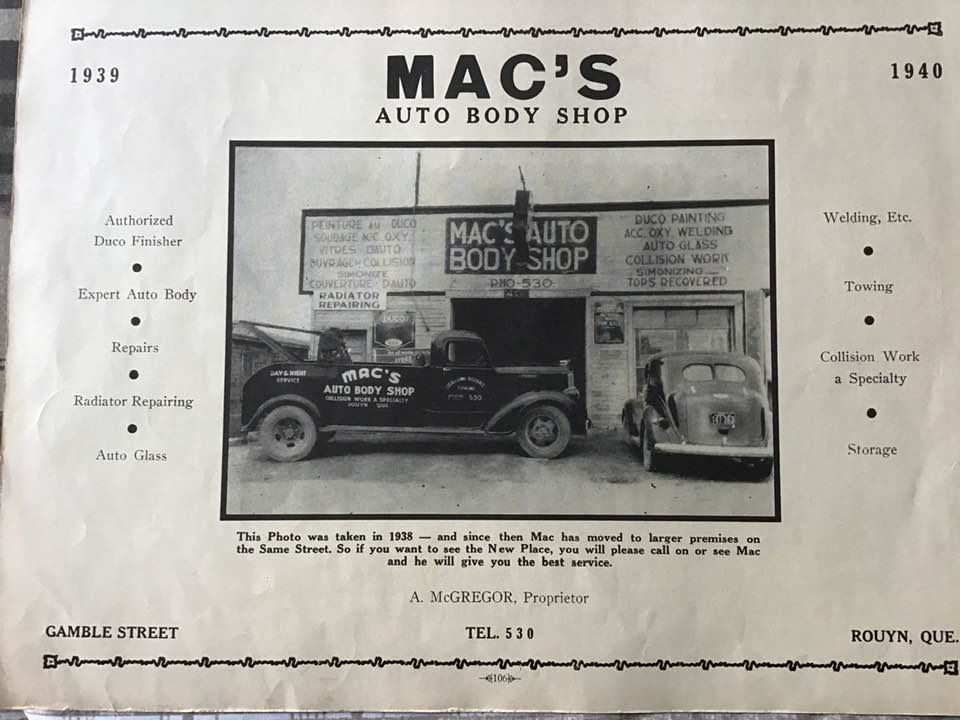 1939
1940
MAC'S
AUTO BODY SHOP
Authorized
Duco Finisher
Expert Auto Body
Repairs
Radiator Repairing
Auto Glass
PEINTURE AU DUCO
SOUDAGE ACC. OXY.
VITRES D'AUTO
OUVRAGE COLLISION
SIMONIZE
COUVERTURE D'AUTO
RADIATOR
REPAIRING
MAC'S AUTO
BODY SHOP
PHO-530
DUCO PAINTING
ACC. OXY. WELDING
AUTO GLASS
COLLISION WORK
SIMONIZING
TOPS RECOVERED
DUCO
DAY & NIGHT
SERVICE
MAC'S
AUTO BODY SHOP
COLLISION WORK A SPECIALTY
ROUYN QUE
530
Welding, Etc.
Towing
Collision Work
a Specialty
Storage
This Photo was taken in 1938 — and since then Mac has moved to larger premises on
the Same Street. So if you want to see the New Place, you will please call on or see Mac
and he will give you the best service.
A. McGREGOR, Proprietor
GAMBLE STREET
TEL. 530
ROUYN, QUE.
106